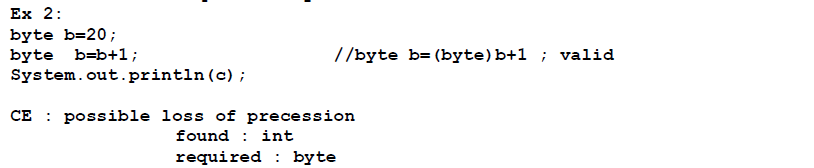 Ex 2:
byte b=20;
byte  b=b+1;                    //byte b=(byte)b+1 ; valid
System.out.println(c);
CE : possible loss of precession
found : int
required : byte